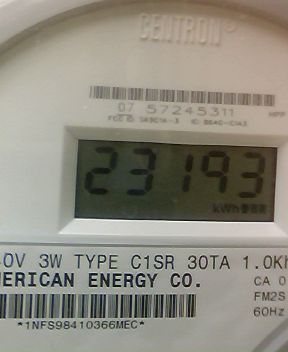 CENTRON®
07 57245311
23193
kWh
0V 3W TYPE C1SR 30TA 1.0Kh
MERICAN ENERGY CO.
CA 0
FM2S
60Hz
*1NFS98410366MEC*